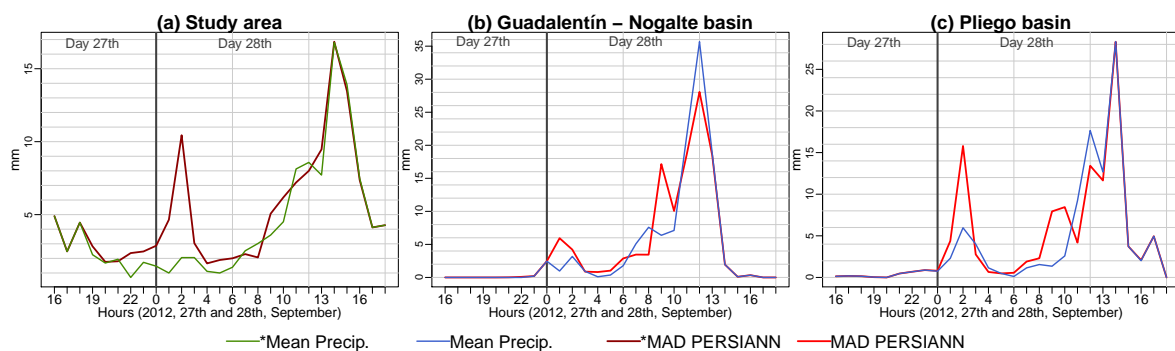 (a) Study area
Day 27th
Day 28th
mm
5
10
15
16 19 22 0 2 4 6 8 10 13 16
Hours (2012, 27th and 28th, September)
(b) Guadalentín − Nogalte basin
Day 27th
Day 28th
mm
0
5
10
15
20
25
30
35
16 19 22 0 2 4 6 8 10 13 16
Hours (2012, 27th and 28th, September)
(c) Pliego basin
Day 27th
Day 28th
mm
0
5
10
15
20
25
16 19 22 0 2 4 6 8 10 13 16
Hours (2012, 27th and 28th, September)
*Mean Precip. Mean Precip. *MAD PERSIANN MAD PERSIANN